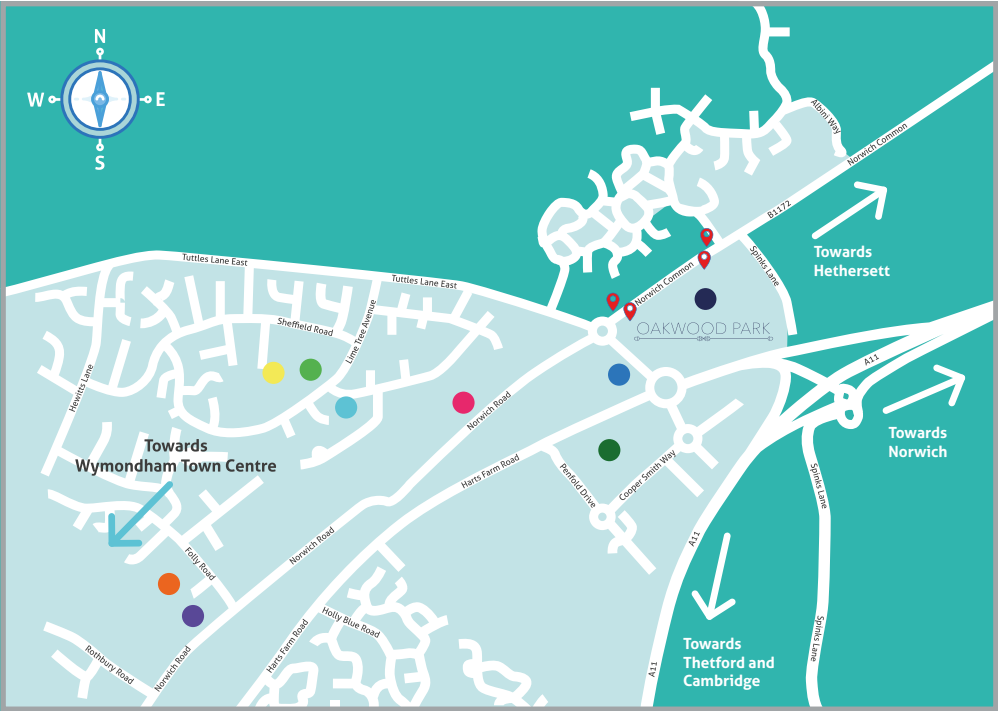 N
W
E
S
Albini Way
Norwich Common
B1172
Towards
Hethersett
Spinks Lane
Tuttles Lane East
Tuttles Lane East
Norwich Common
OAKWOOD PARK
Sheffield Road
Lime Tree Avenue
Hewitts Lane
A11
Towards
Norwich
Norwich Road
Towards
Wymondham Town Centre
Harts Farm Road
Penfold Drive
Cooper Smith Way
Spinks Lane
A11
Norwich Road
Folly Road
Holly Blue Road
Harts Farm Road
Spinks Lane
Towards
Thetford and
Cambridge
A11
Rothbury Road
Norwich Road